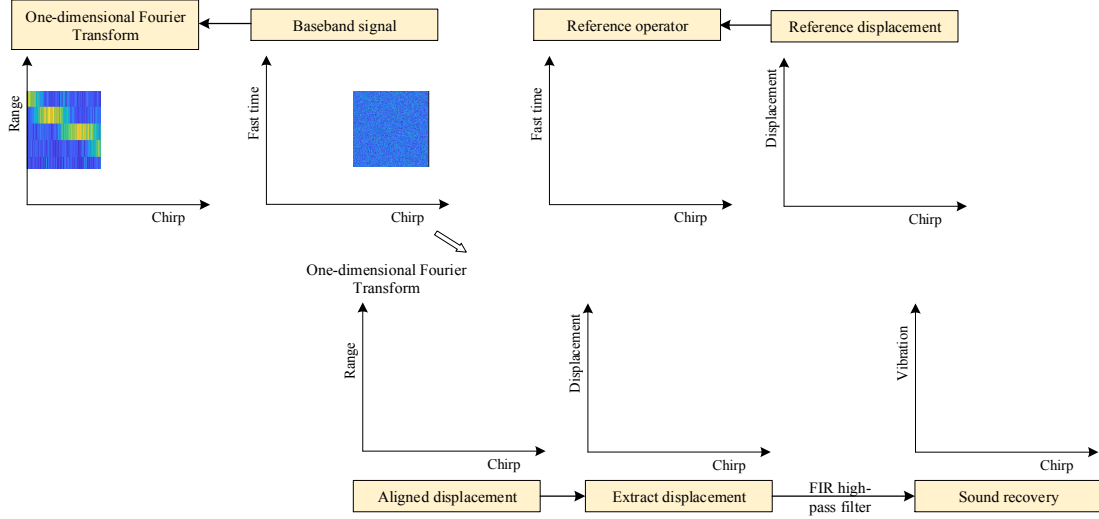 One-dimensional Fourier
Transform
Baseband signal
Reference operator
Reference displacement
Range
Chirp
Fast time
Chirp
Fast time
Chirp
Displacement
Chirp
One-dimensional Fourier
Transform
Range
Chirp
Displacement
Chirp
Vibration
Chirp
Aligned displacement
Extract displacement
FIR high-
pass filter
Sound recovery